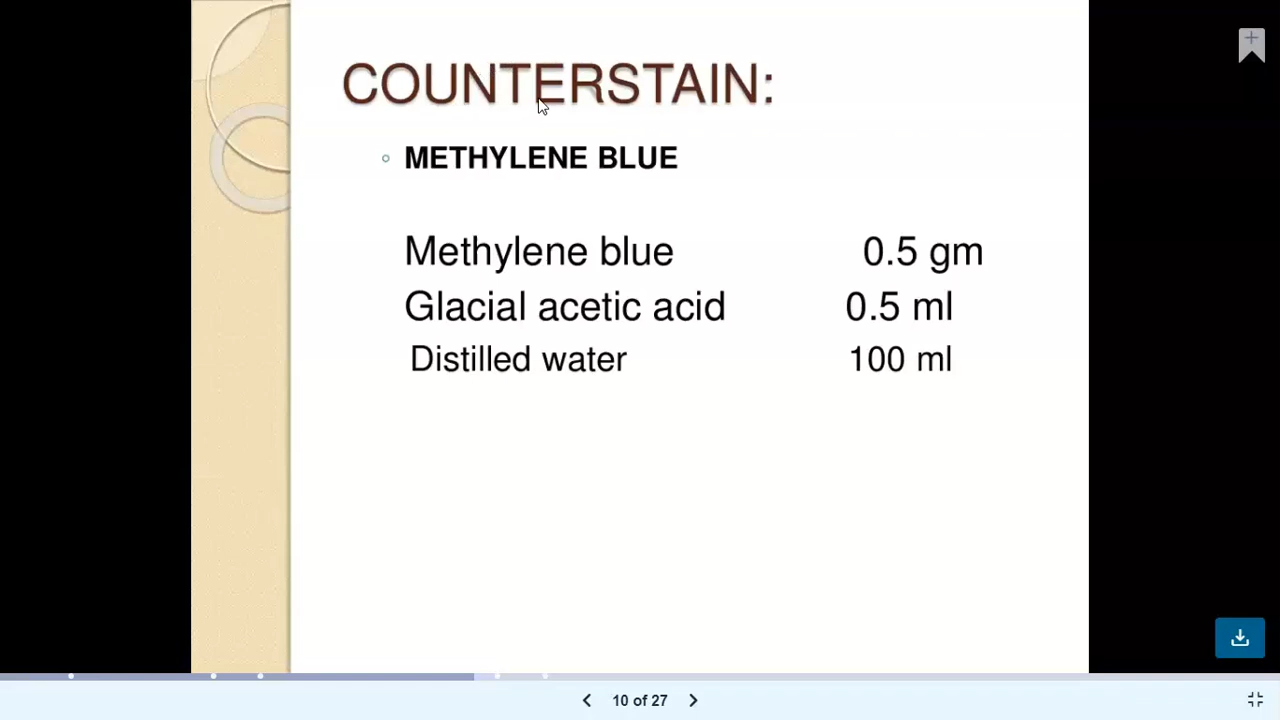 COUNTERSTAIN:
METHYLENE BLUE
Methylene blue 0.5 gm
Glacial acetic acid 0.5 ml
Distilled water 100 ml
10 of 27